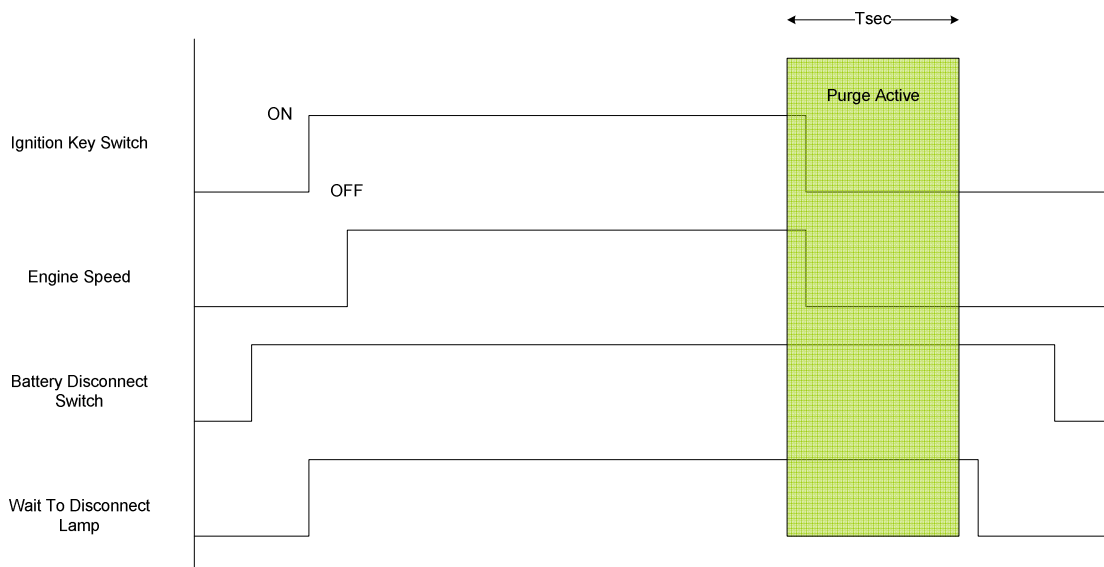 Tsec
Purge Active
ON
Ignition Key Switch
OFF
Engine Speed
Battery Disconnect
Switch
Wait To Disconnect
Lamp